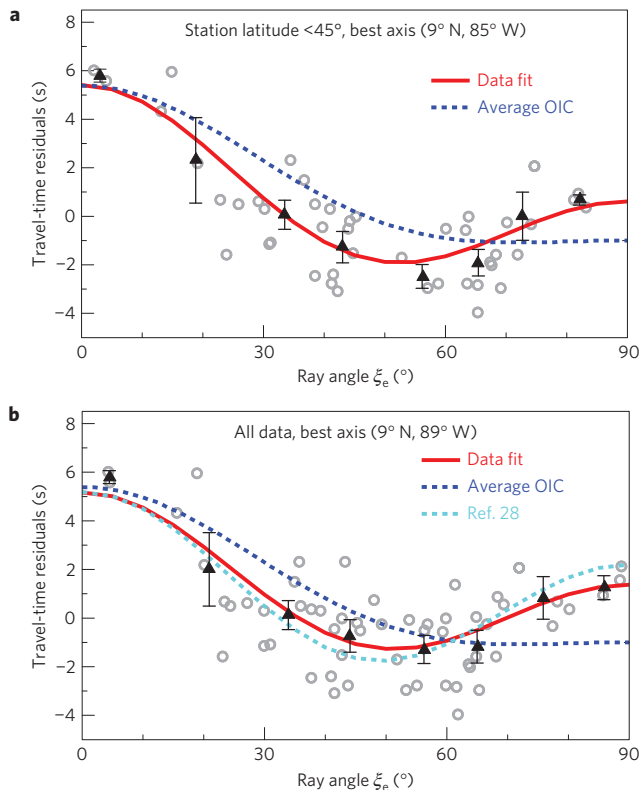 a
Station latitude <45°, best axis (9° N, 85° W)
Data fit
Average OIC
Travel-time residuals (s)
8
6
4
2
0
−2
−4
0
30
60
90
Ray angle ξe (°)
b
All data, best axis (9° N, 89° W)
Data fit
Average OIC
Ref. 28
Travel-time residuals (s)
8
6
4
2
0
−2
−4
0
30
60
90
Ray angle ξe (°)